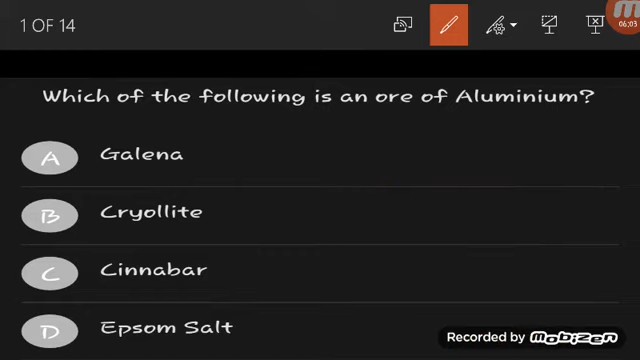 1 OF 14
06:03
Which of the following is an ore of Aluminium?
A Galena
B Cryollite
C Cinnabar
D Epsom Salt
Recorded by mobizen